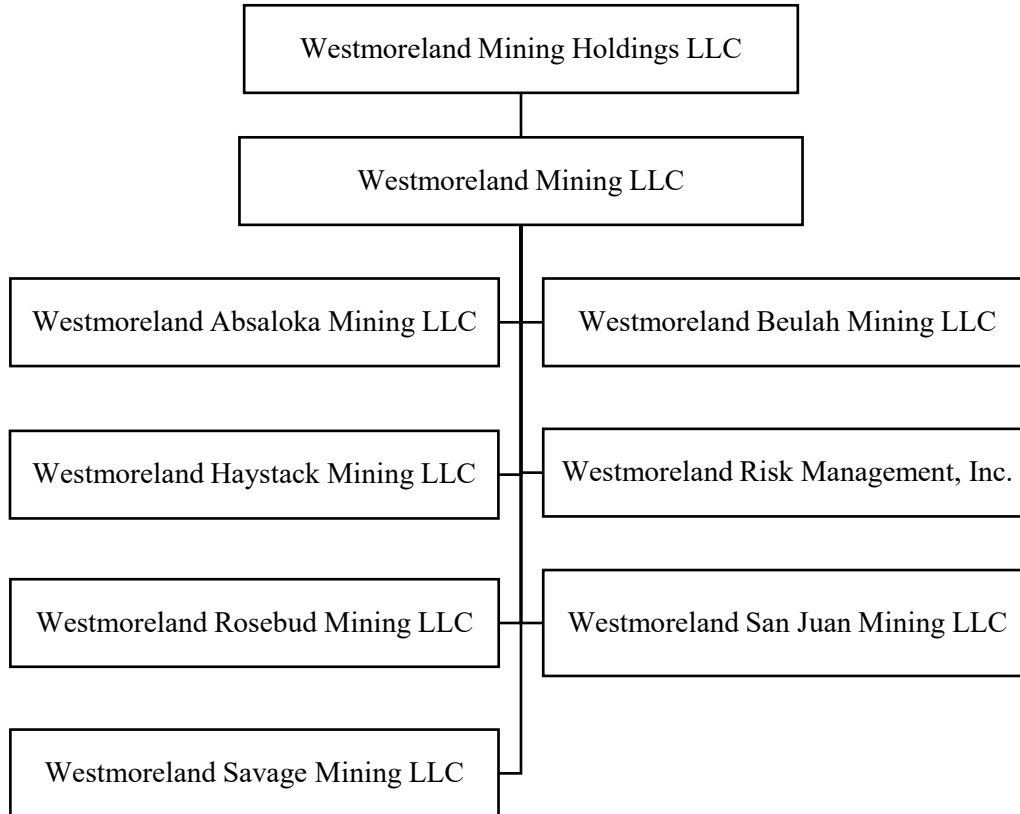 Westmoreland Mining Holdings LLC
Westmoreland Mining LLC
Westmoreland Absaloka Mining LLC
Westmoreland Beulah Mining LLC
Westmoreland Haystack Mining LLC
Westmoreland Risk Management, Inc.
Westmoreland Rosebud Mining LLC
Westmoreland San Juan Mining LLC
Westmoreland Savage Mining LLC